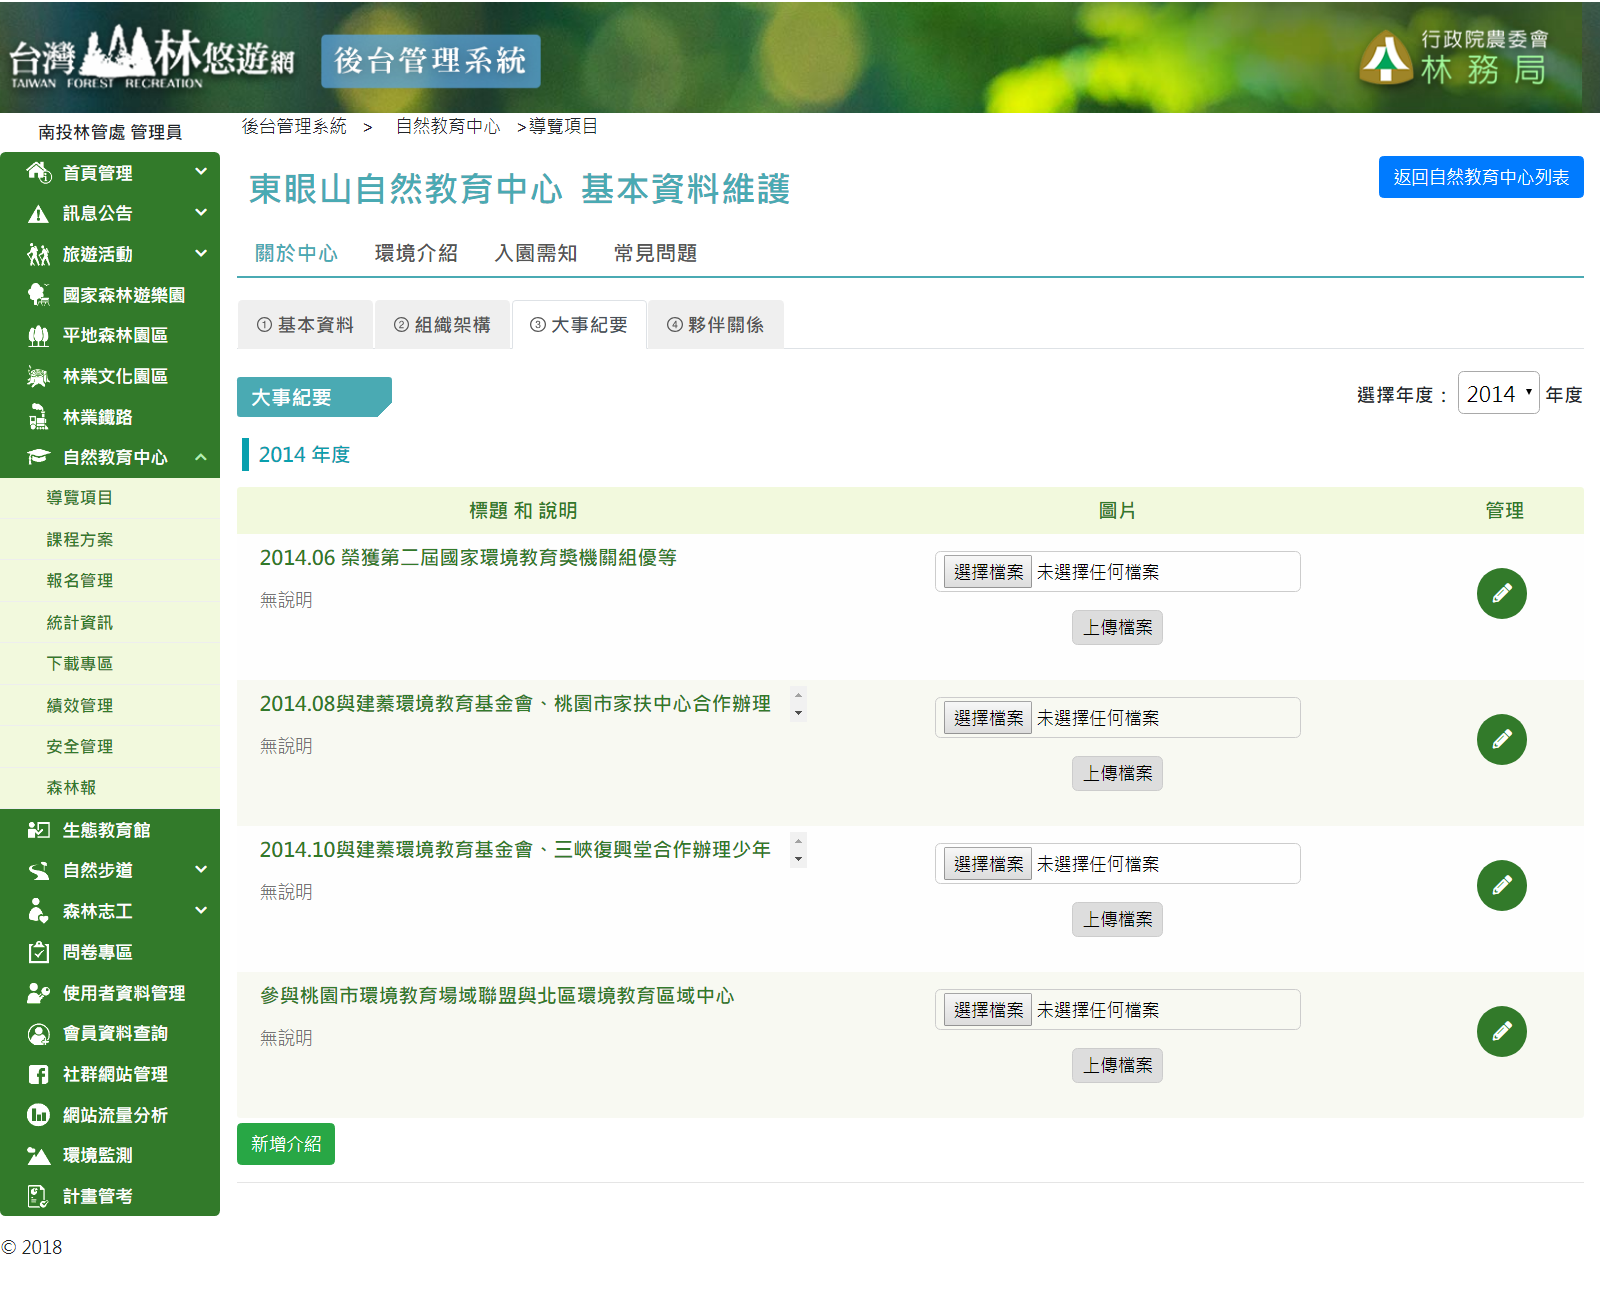 台灣山林悠遊網
TAIWAN FOREST RECREATION
後台管理系統
行政院農委會
林務局
南投林管處 管理員
後台管理系統 > 自然教育中心 >導覽項目
首頁管理
訊息公告
旅遊活動
國家森林遊樂園
平地森林園區
林業文化園區
林業鐵路
自然教育中心
導覽項目
課程方案
報名管理
統計資訊
下載專區
績效管理
安全管理
森林報
生態教育館
自然步道
森林志工
問卷專區
使用者資料管理
會員資料查詢
社群網站管理
網站流量分析
環境監測
計畫管考
© 2018
東眼山自然教育中心 基本資料維護
返回自然教育中心列表
關於中心 環境介紹 入園需知 常見問題
① 基本資料 ② 組織架構 ③ 大事紀要 ④ 夥伴關係
大事紀要
選擇年度： 2014 年度
2014 年度
標題 和 說明 圖片 管理
2014.06 榮獲第二屆國家環境教育獎機關組優等
無說明
選擇檔案 未選擇任何檔案
上傳檔案
2014.08與建蓁環境教育基金會、桃園市家扶中心合作辦理
無說明
選擇檔案 未選擇任何檔案
上傳檔案
2014.10與建蓁環境教育基金會、三峽復興堂合作辦理少年
無說明
選擇檔案 未選擇任何檔案
上傳檔案
參與桃園市環境教育場域聯盟與北區環境教育區域中心
無說明
選擇檔案 未選擇任何檔案
上傳檔案
新增介紹